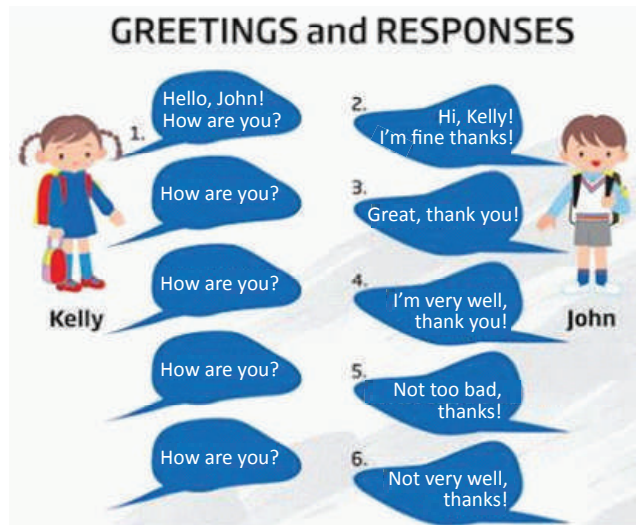 GREETINGS and RESPONSES
1.
Hello, John!
How are you?
2.
Hi, Kelly!
I'm fine thanks!
How are you?
3.
Great, thank you!
How are you?
4.
I'm very well,
thank you!
Kelly
John
How are you?
5.
Not too bad,
thanks!
How are you?
6.
Not very well,
thanks!